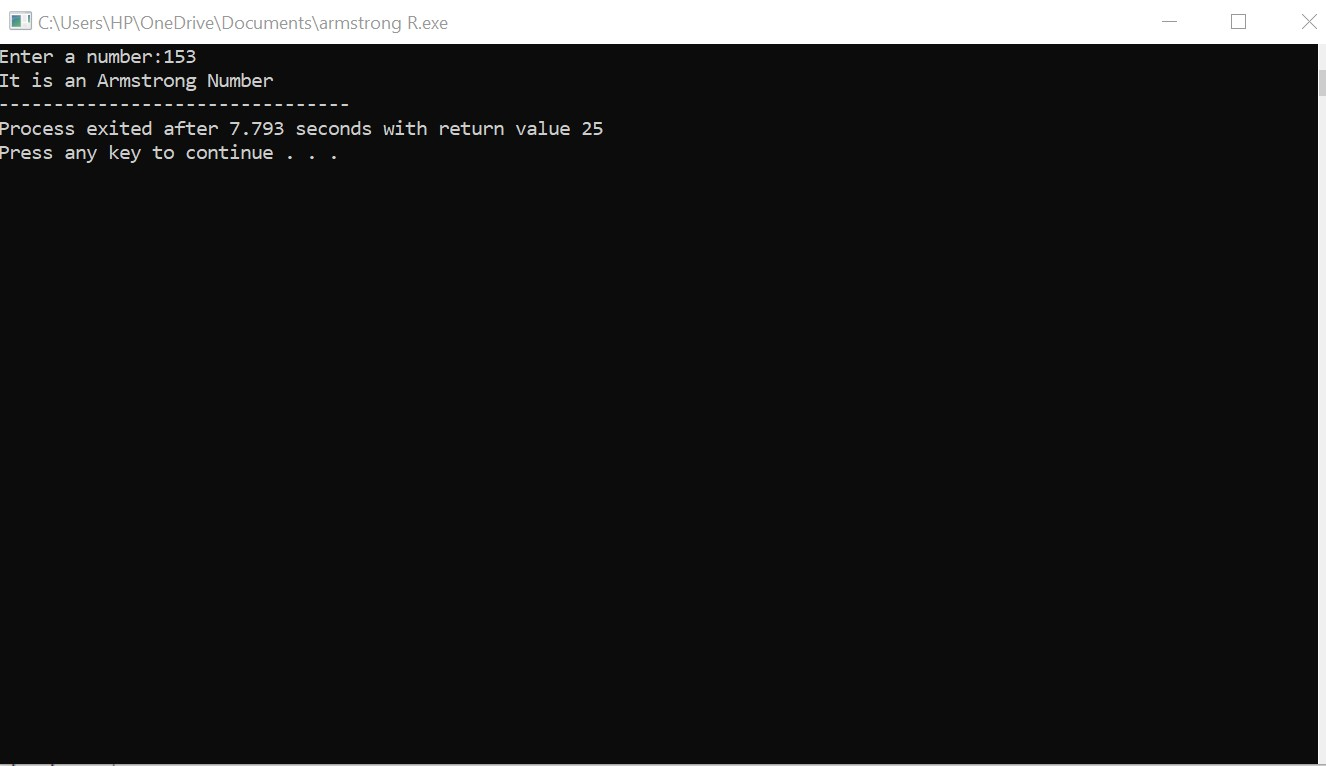 C:\Users\HP\OneDrive\Documents\armstrong R.exe
Enter a number:153
It is an Armstrong Number
--------------------------------
Process exited after 7.793 seconds with return value 25
Press any key to continue . . .